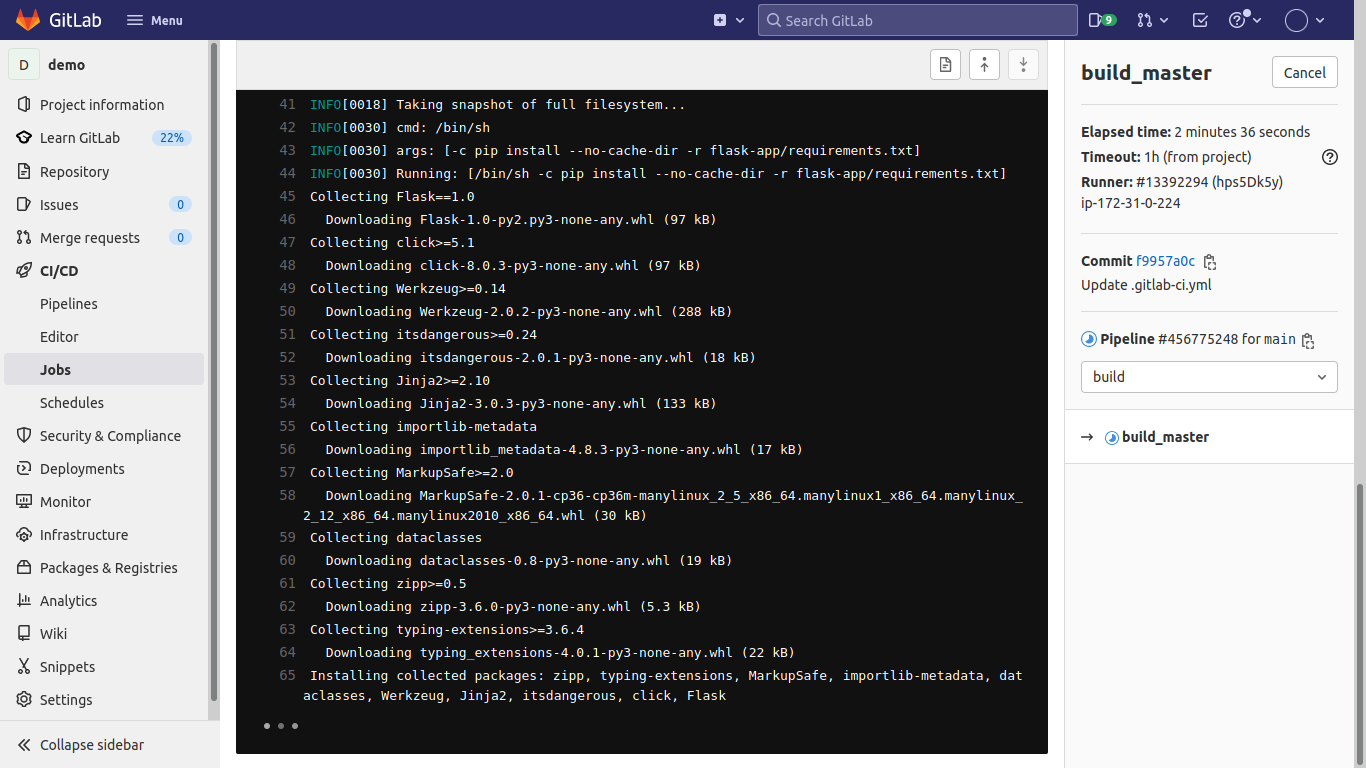 GitLab Menu Search GitLab 9
D demo
Project information
Learn GitLab 22%
Repository
Issues 0
Merge requests 0
CI/CD
Pipelines
Editor
Jobs
Schedules
Security & Compliance
Deployments
Monitor
Infrastructure
Packages & Registries
Analytics
Wiki
Snippets
Settings
Collapse sidebar
41 INFO[0018] Taking snapshot of full filesystem...
42 INFO[0030] cmd: /bin/sh
43 INFO[0030] args: [-c pip install --no-cache-dir -r flask-app/requirements.txt]
44 INFO[0030] Running: [/bin/sh -c pip install --no-cache-dir -r flask-app/requirements.txt]
45 Collecting Flask==1.0
46 Downloading Flask-1.0-py2.py3-none-any.whl (97 kB)
47 Collecting click>=5.1
48 Downloading click-8.0.3-py3-none-any.whl (97 kB)
49 Collecting Werkzeug>=0.14
50 Downloading Werkzeug-2.0.2-py3-none-any.whl (288 kB)
51 Collecting itsdangerous>=0.24
52 Downloading itsdangerous-2.0.1-py3-none-any.whl (18 kB)
53 Collecting Jinja2>=2.10
54 Downloading Jinja2-3.0.3-py3-none-any.whl (133 kB)
55 Collecting importlib-metadata
56 Downloading importlib_metadata-4.8.3-py3-none-any.whl (17 kB)
57 Collecting MarkupSafe>=2.0
58 Downloading MarkupSafe-2.0.1-cp36-cp36m-manylinux_2_5_x86_64.manylinux1_x86_64.manylinux_
2_12_x86_64.manylinux2010_x86_64.whl (30 kB)
59 Collecting dataclasses
60 Downloading dataclasses-0.8-py3-none-any.whl (19 kB)
61 Collecting zipp>=0.5
62 Downloading zipp-3.6.0-py3-none-any.whl (5.3 kB)
63 Collecting typing-extensions>=3.6.4
64 Downloading typing_extensions-4.0.1-py3-none-any.whl (22 kB)
65 Installing collected packages: zipp, typing-extensions, MarkupSafe, importlib-metadata, dat
aclasses, Werkzeug, Jinja2, itsdangerous, click, Flask
build_master Cancel
Elapsed time: 2 minutes 36 seconds
Timeout: 1h (from project)
Runner: #13392294 (hps5Dk5y)
ip-172-31-0-224
Commit f9957a0c
Update .gitlab-ci.yml
Pipeline #456775248 for main
build
→ build_master